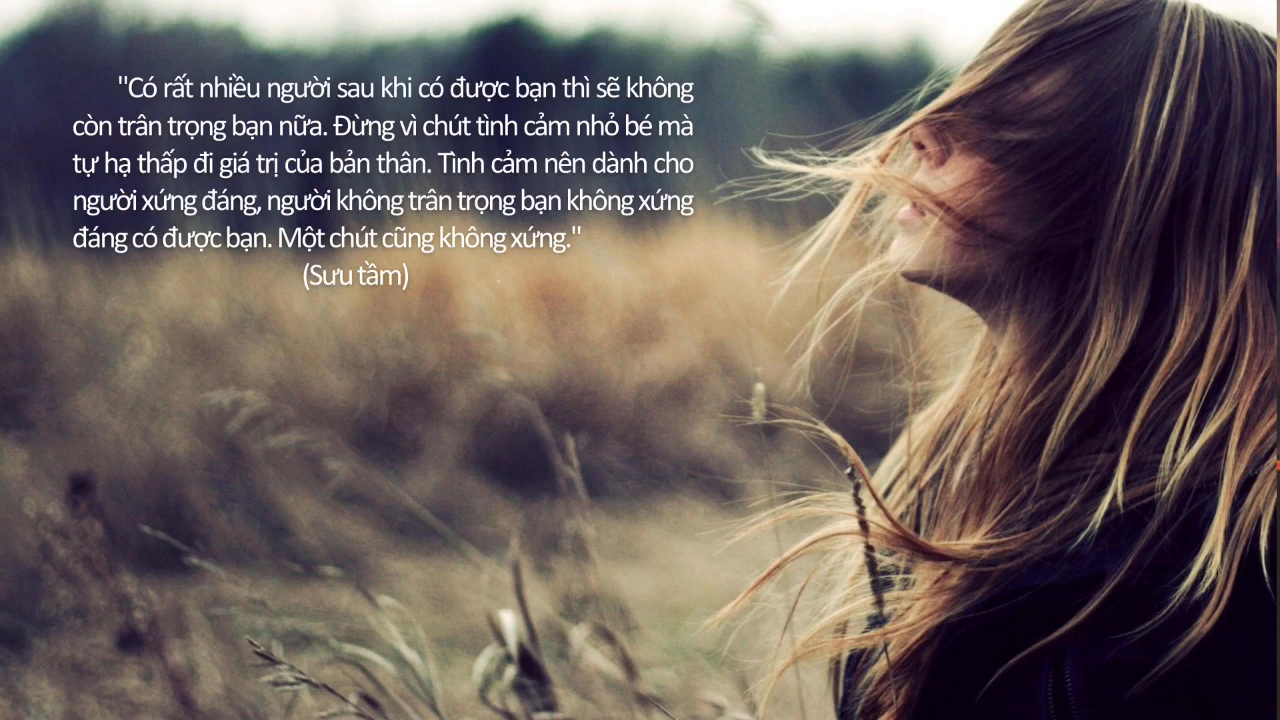 "Có rất nhiều người sau khi có được bạn thì sẽ không
còn trân trọng bạn nữa. Đừng vì chút tình cảm nhỏ bé mà
tự hạ thấp đi giá trị của bản thân. Tình cảm nên dành cho
người xứng đáng, người không trân trọng bạn không xứng
đáng có được bạn. Một chút cũng không xứng."
(Sưu tầm)